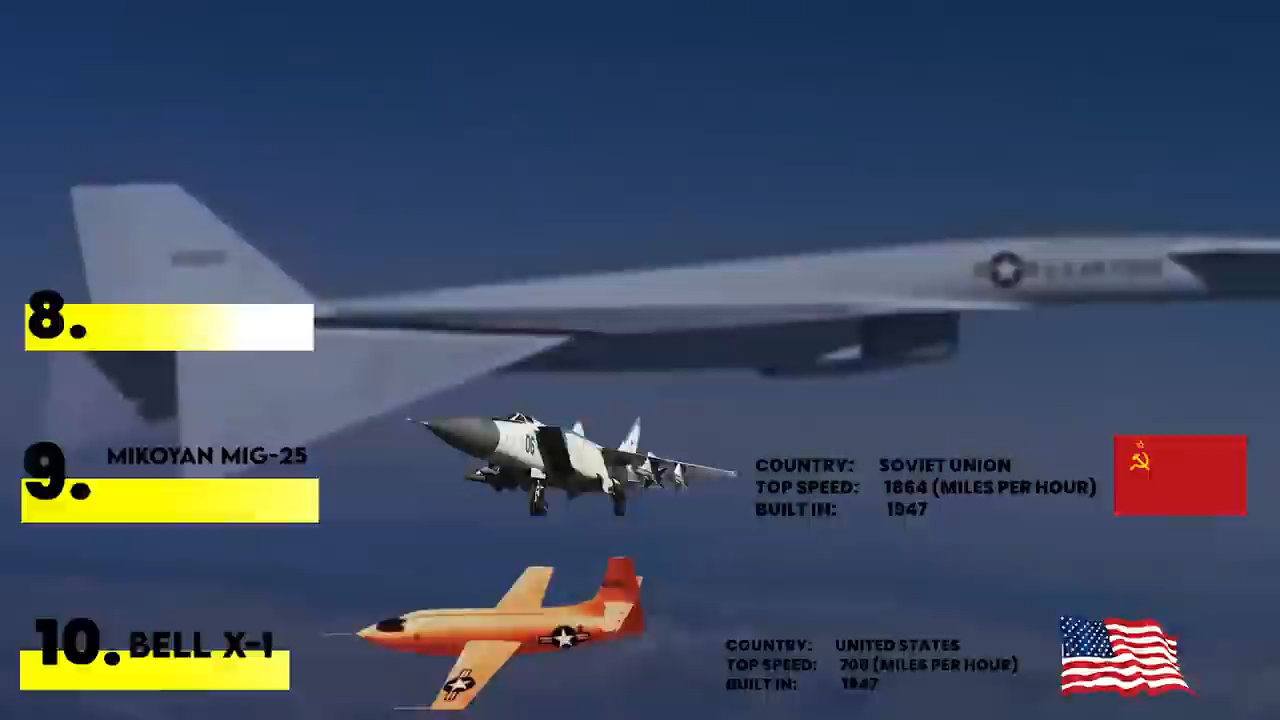 8.
9.
MIKOYAN MIG-25
COUNTRY: SOVIET UNION
TOP SPEED: 1864 (MILES PER HOUR)
BUILT IN: 1947
06
10. BELL X-1
COUNTRY: UNITED STATES
TOP SPEED: 700 (MILES PER HOUR)
BUILT IN: 1947